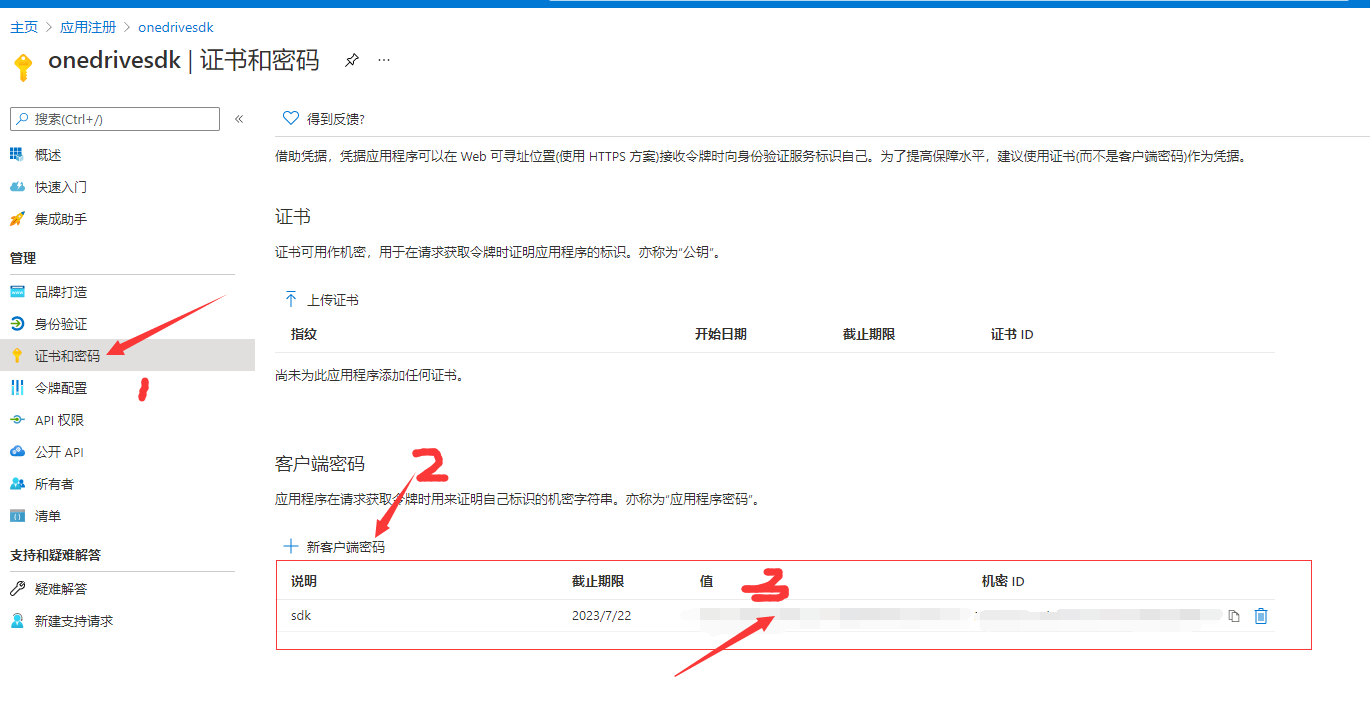 主页 > 应用注册 > onedrivesdk
onedrivesdk | 证书和密码
搜索(Ctrl+/)
«
概述
快速入门
集成助手
管理
品牌打造
身份验证
证书和密码
令牌配置
API 权限
公开 API
所有者
清单
支持和疑难解答
疑难解答
新建支持请求
得到反馈?
借助凭据，凭据应用程序可以在 Web 可寻址位置(使用 HTTPS 方案)接收令牌时向身份验证服务标识自己。为了提高保障水平，建议使用证书(而不是客户端密码)作为凭据。
证书
证书可用作机密，用于在请求获取令牌时证明应用程序的标识。亦称为“公钥”。
上传证书
指纹 开始日期 截止期限 证书 ID
尚未为此应用程序添加任何证书。
客户端密码
应用程序在请求获取令牌时用来证明自己标识的机密字符串。亦称为“应用程序密码”。
新客户端密码
说明 截止期限 值 机密 ID
sdk 2023/7/22
1
2
3